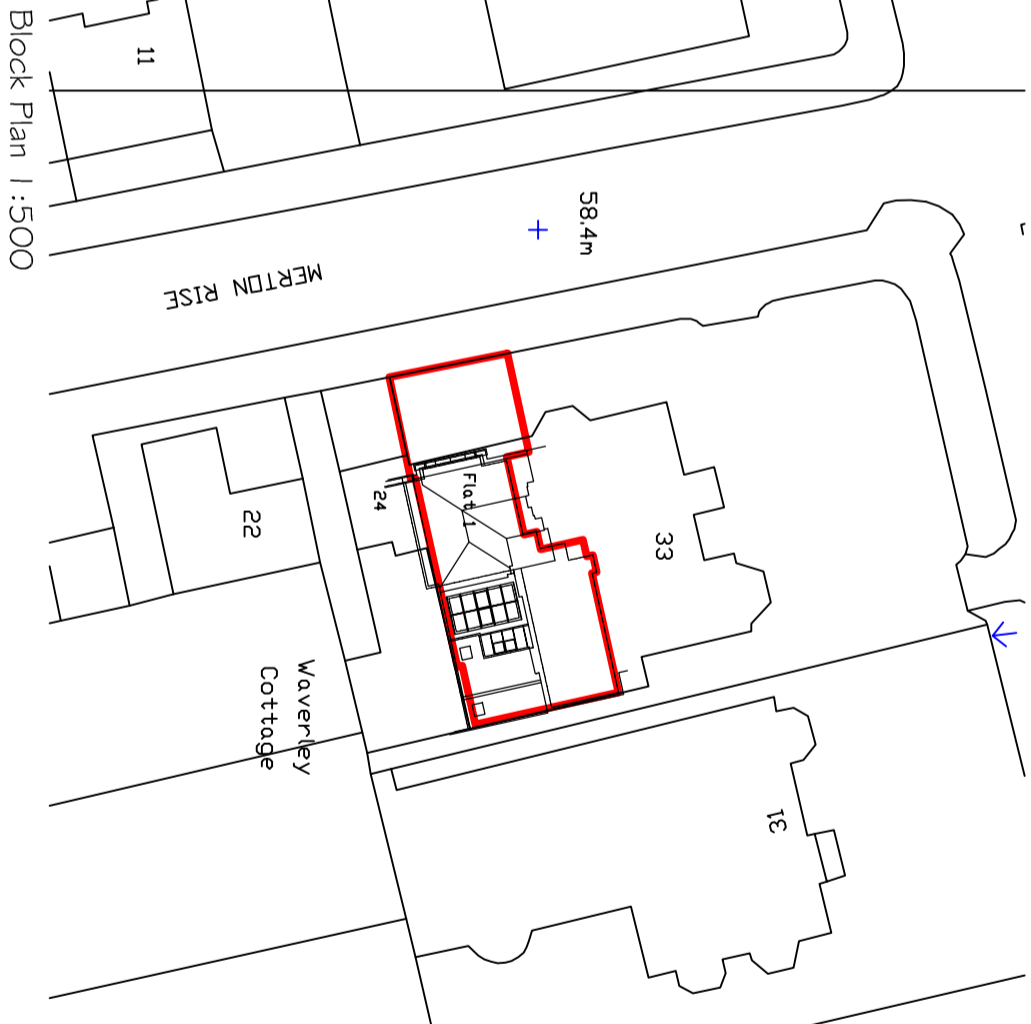 Block Plan 1:500
11
58.4m
MERTON RISE
Flat 1
24
22
33
Waverley
Cottage
31